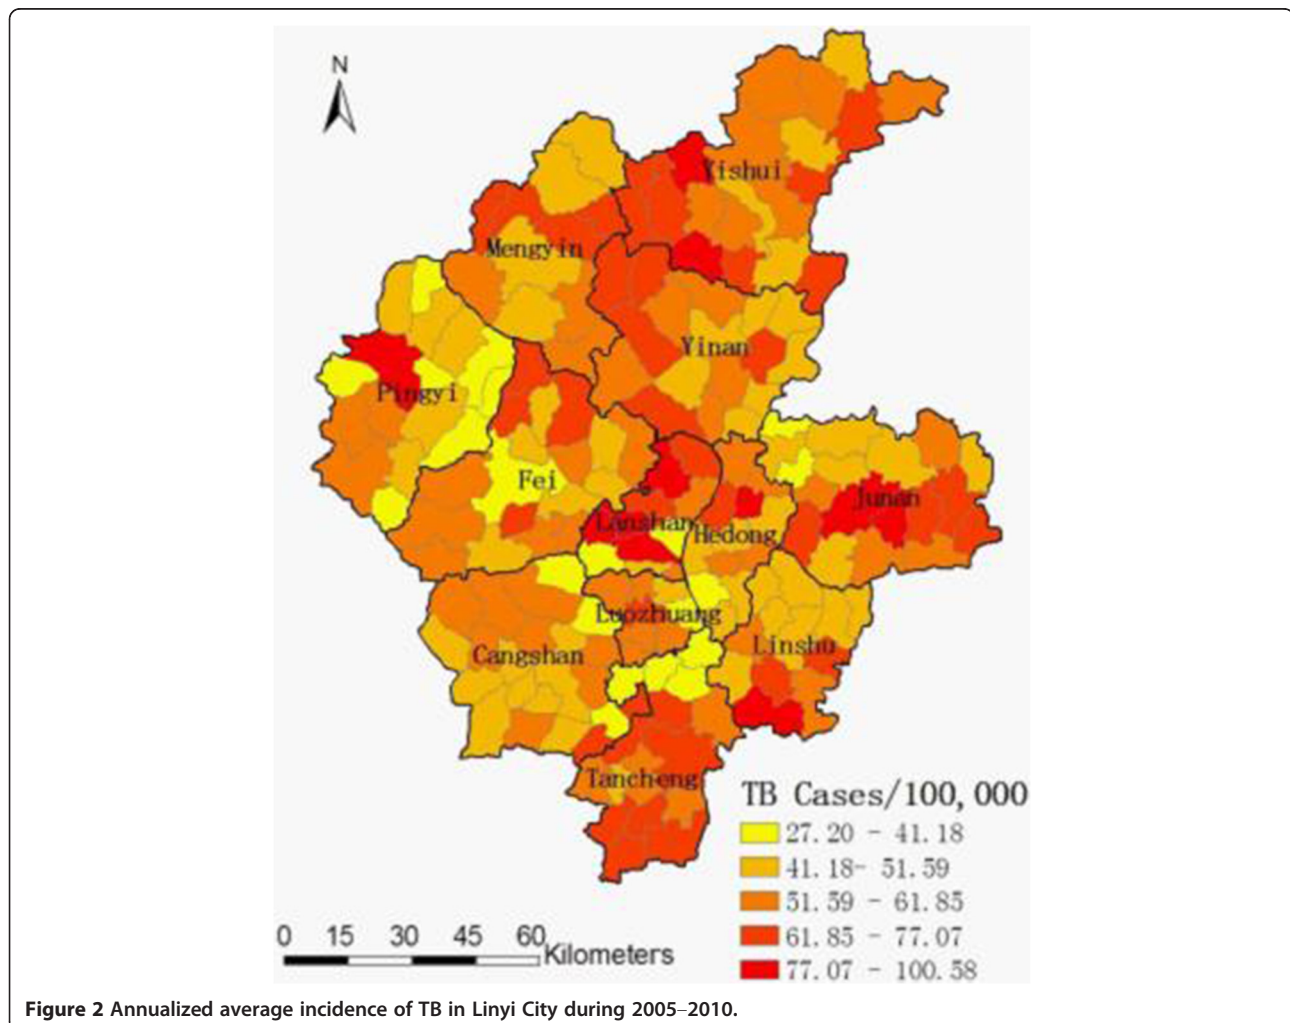 N
Yishui
Mengyin
Yinan
Pingyi
Fei
Junan
Lanshan
Hedong
Luozhuang
Linshu
Cangshan
Tancheng
TB Cases/100,000
27.20 - 41.18
41.18- 51.59
51.59 - 61.85
61.85 - 77.07
77.07 - 100.58
0 15 30 45 60
Kilometers
Figure 2 Annualized average incidence of TB in Linyi City during 2005–2010.